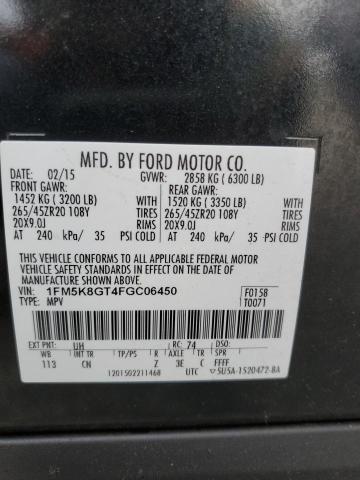 MFD. BY FORD MOTOR CO.
DATE: 02/15 GVWR: 2858 KG ( 6300 LB)
FRONT GAWR: REAR GAWR:
1452 KG ( 3200 LB) 1520 KG ( 3350 LB)
265/45ZR20 108Y TIRES 265/45ZR20 108Y
20X9.0J RIMS 20X9.0J
AT 240 kPa/ 35 PSI COLD AT 240 kPa/ 35 PSI COLD
THIS VEHICLE CONFORMS TO ALL APPLICABLE FEDERAL MOTOR
VEHICLE SAFETY AND THEFT PREVENTION STANDARDS IN EFFECT ON THE DATE OF
MANUFACTURE SHOWN ABOVE.
VIN: 1FM5K8GT4FGC06450 F0158
TYPE: MPV T0071
EXT PNT: UH RC: 74 DSO:
WB INT TR TP/PS R AXLE TR SPR
113 CN Z 3E C FFFF
1201502211468 UTC 5U5A-1520472-BA